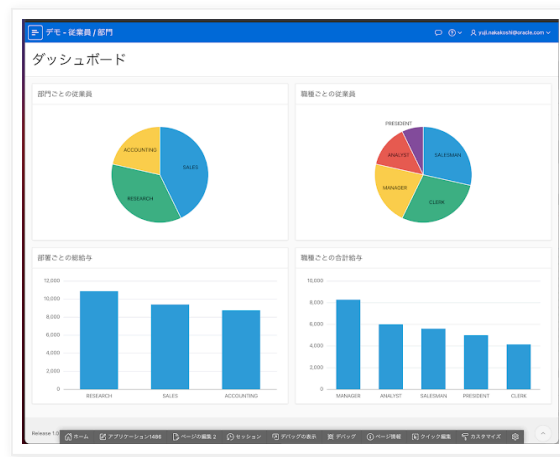 デモ - 従業員 / 部門
yuji.nakakoshi@oracle.com
ダッシュボード
部門ごとの従業員
ACCOUNTING
SALES
RESEARCH
職種ごとの従業員
PRESIDENT
ANALYST
SALESMAN
MANAGER
CLERK
部署ごとの総給与
12,000
10,000
8,000
6,000
4,000
2,000
0
RESEARCH
SALES
ACCOUNTING
職種ごとの合計給与
10,000
8,000
6,000
4,000
2,000
0
MANAGER
ANALYST
SALESMAN
PRESIDENT
CLERK
Release 1.0
ホーム
アプリケーション1486
ページの編集 2
セッション
デバッグの表示
デバッグ
ページ情報
クイック編集
カスタマイズ